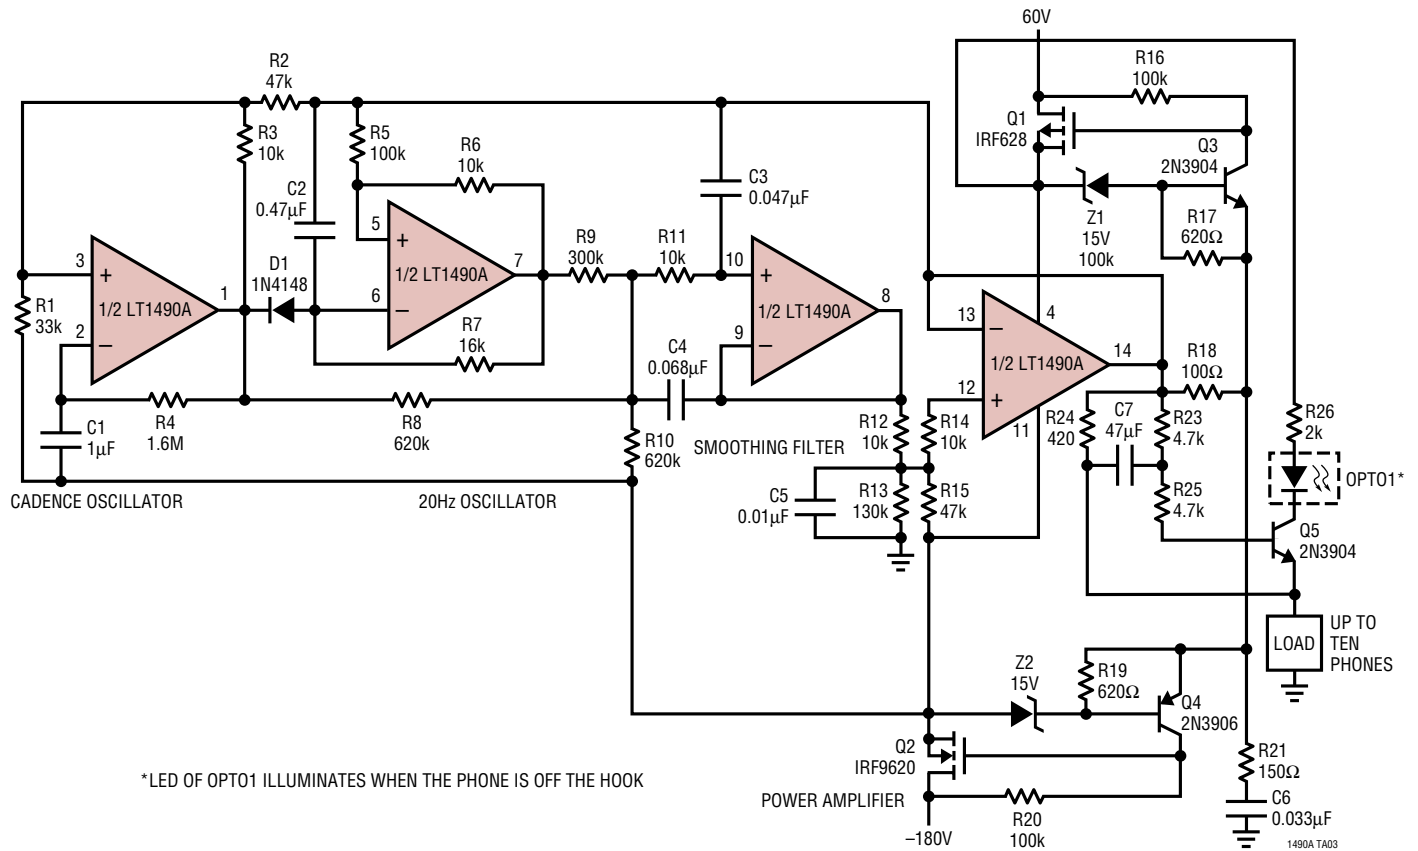 60V
R16
100k
R2
47k
Q1
IRF628
R3
10k
R5
100k
R6
10k
Q3
2N3904
C2
0.47µF
C3
0.047µF
5
+
Z1
15V
100k
R17
620Ω
D1
1N4148
1/2 LT1490A
7
R9
300k
R11
10k
10
+
3
+
1/2 LT1490A
1
6
–
1/2 LT1490A
8
R1
33k
2
–
R7
16k
9
–
13
–
4
1/2 LT1490A
14
12
+
11
R18
100Ω
C4
0.068µF
C1
1µF
R4
1.6M
R8
620k
R10
620k
SMOOTHING FILTER
R12
10k
R14
10k
R24
420
C7
47µF
R23
4.7k
R26
2k
OPTO1*
CADENCE OSCILLATOR
20Hz OSCILLATOR
C5
0.01µF
R13
130k
R15
47k
R25
4.7k
Q5
2N3904
LOAD
UP TO
TEN
PHONES
Z2
15V
R19
620Ω
Q4
2N3906
Q2
IRF9620
R21
150Ω
*LED OF OPTO1 ILLUMINATES WHEN THE PHONE IS OFF THE HOOK
POWER AMPLIFIER
–180V
R20
100k
C6
0.033µF
1490A TA03